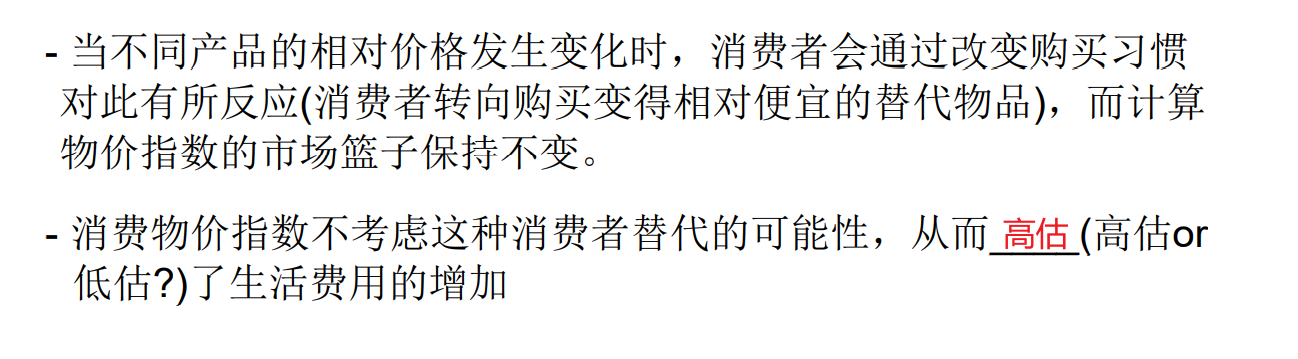 - 当不同产品的相对价格发生变化时，消费者会通过改变购买习惯
对此有所反应(消费者转向购买变得相对便宜的替代物品)，而计算
物价指数的市场篮子保持不变。
- 消费物价指数不考虑这种消费者替代的可能性，从而高估(高估or
低估?)了生活费用的增加